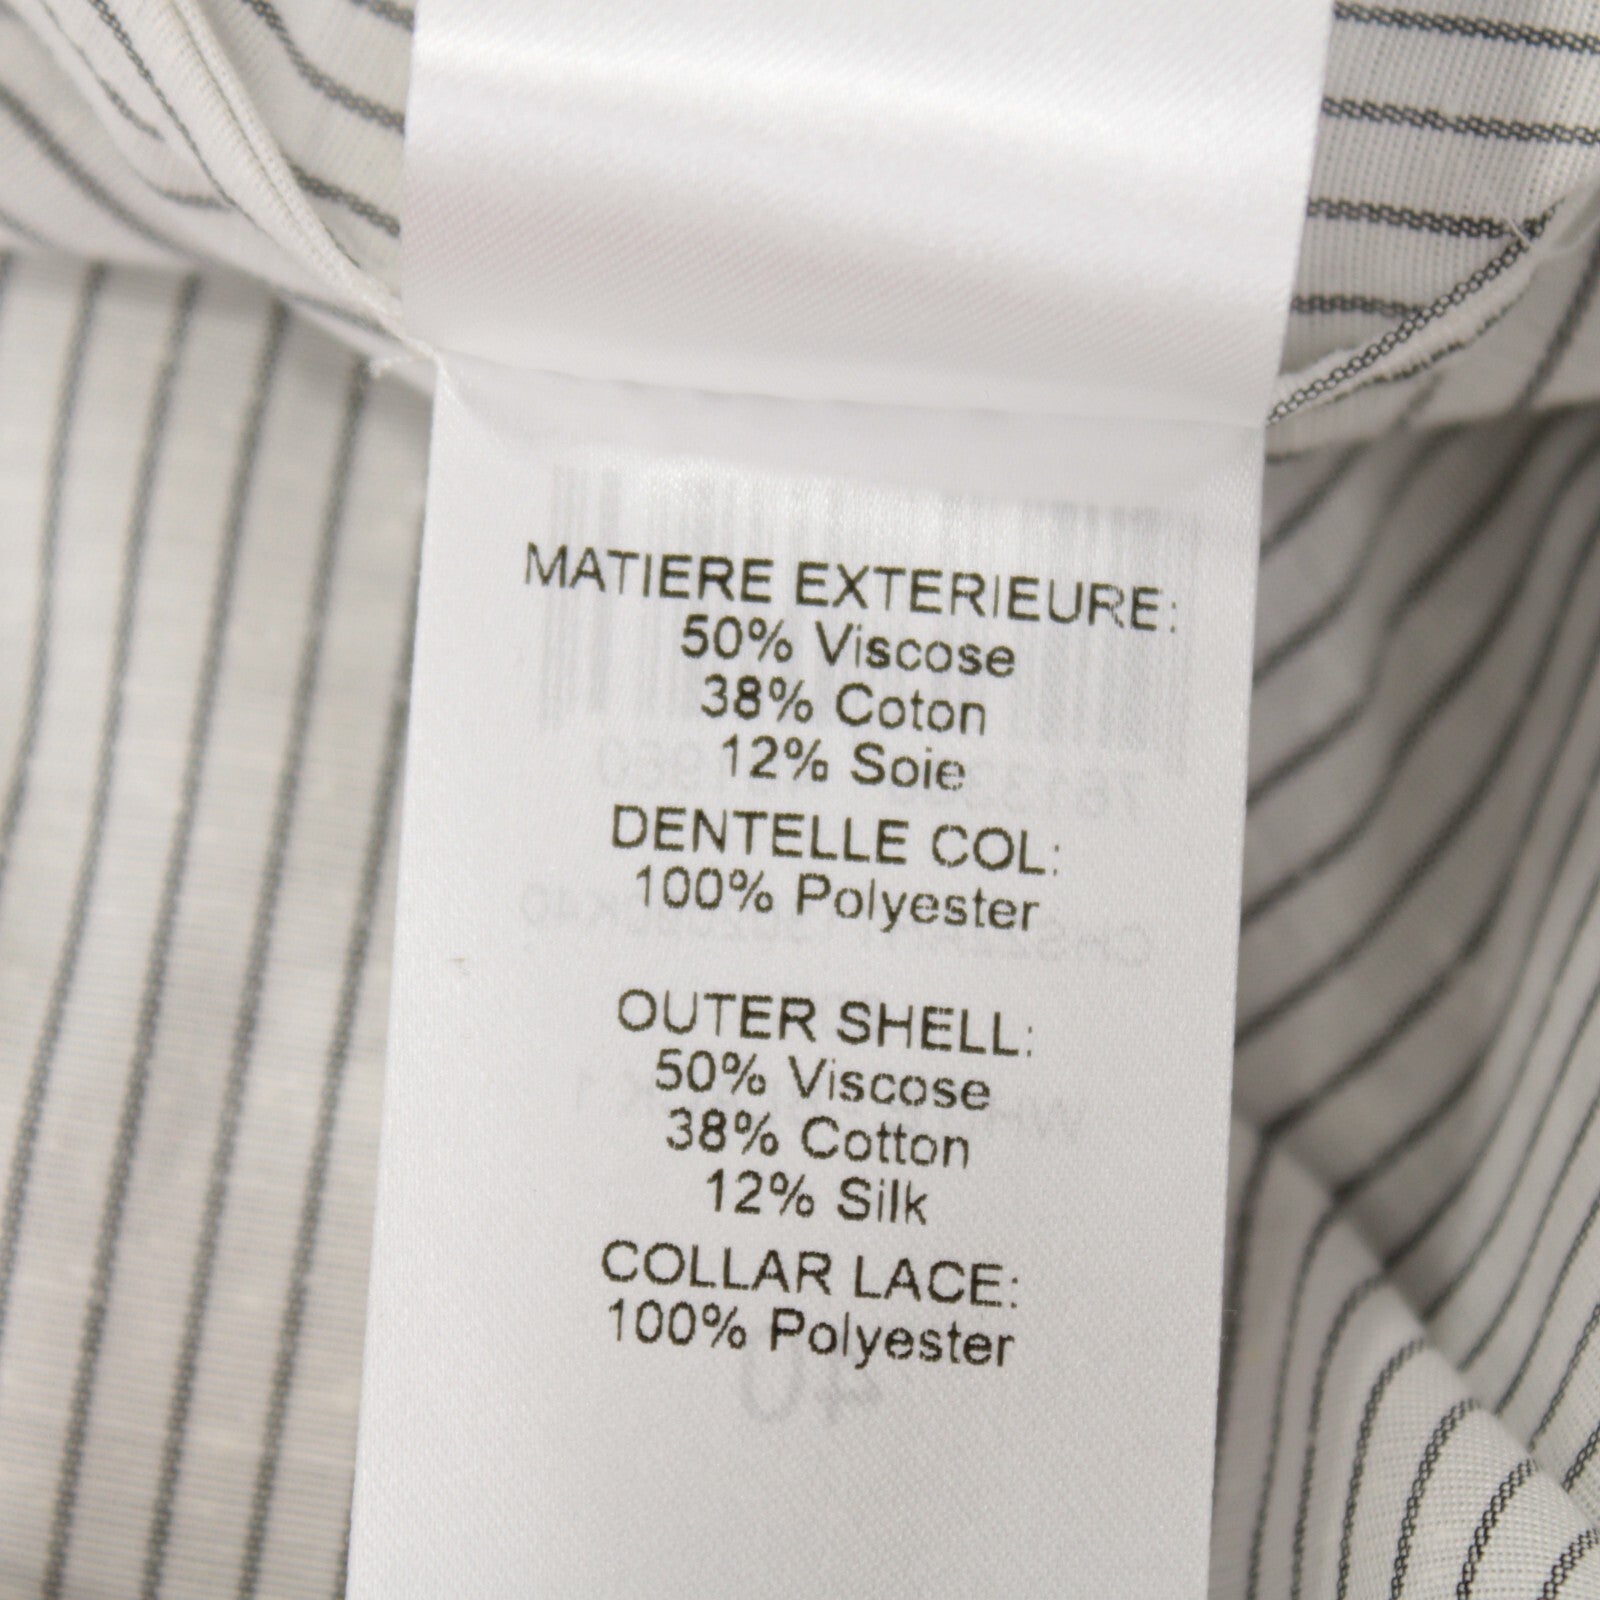 MATIERE EXTERIEURE:
50% Viscose
38% Coton
12% Soie
DENTELLE COL:
100% Polyester
OUTER SHELL:
50% Viscose
38% Cotton
12% Silk
COLLAR LACE:
100% Polyester
40